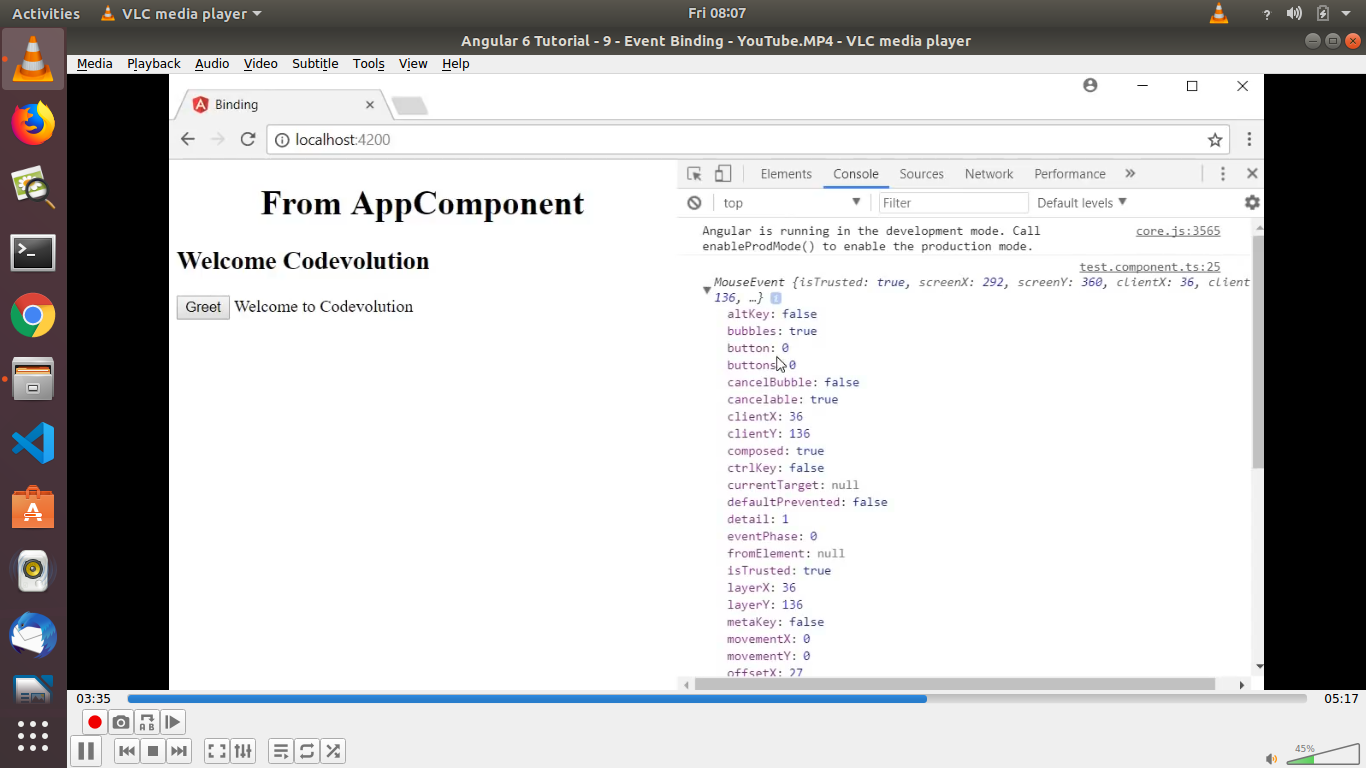 Activities VLC media player Fri 08:07 ?
Angular 6 Tutorial - 9 - Event Binding - YouTube.MP4 - VLC media player
Media Playback Audio Video Subtitle Tools View Help
Binding
localhost:4200
Elements Console Sources Network Performance »
top Filter Default levels
From AppComponent
Welcome Codevolution
Greet Welcome to Codevolution
Angular is running in the development mode. Call core.js:3565
enableProdMode() to enable the production mode.
test.component.ts:25
MouseEvent {isTrusted: true, screenX: 292, screenY: 360, clientX: 36, client
136, …} i
altKey: false
bubbles: true
button: 0
buttons: 0
cancelBubble: false
cancelable: true
clientX: 36
clientY: 136
composed: true
ctrlKey: false
currentTarget: null
defaultPrevented: false
detail: 1
eventPhase: 0
fromElement: null
isTrusted: true
layerX: 36
layerY: 136
metaKey: false
movementX: 0
movementY: 0
offsetX: 27
03:35 05:17
A B
45%